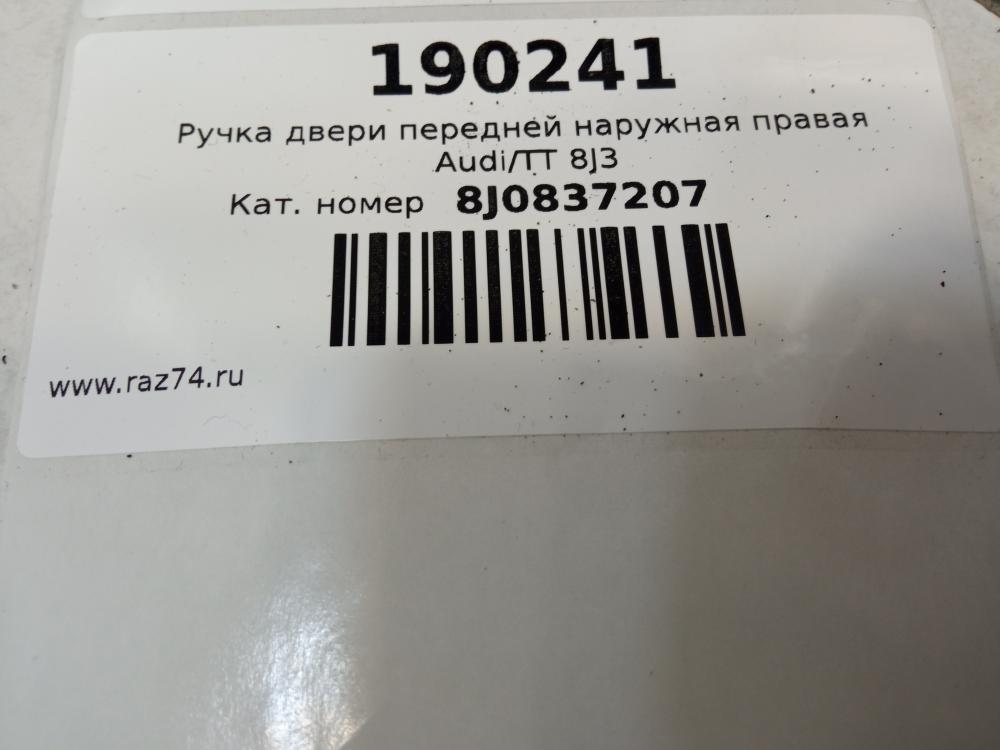 190241
Ручка двери передней наружная правая
Audi/TT 8J3
Кат. номер 8J0837207
www.raz74.ru